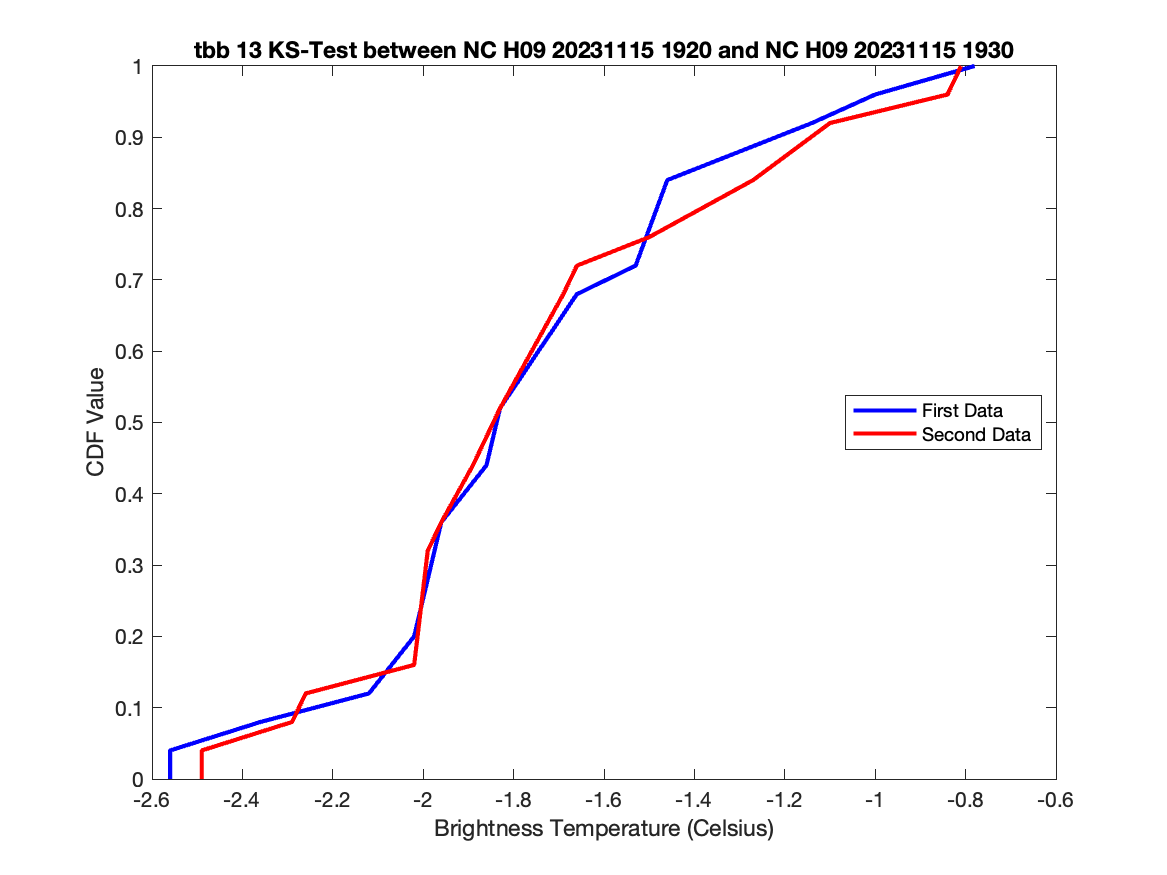 tbb 13 KS-Test between NC H09 20231115 1920 and NC H09 20231115 1930
1
0.9
0.8
0.7
0.6
0.5
0.4
0.3
0.2
0.1
0
CDF Value
First Data
Second Data
-2.6 -2.4 -2.2 -2 -1.8 -1.6 -1.4 -1.2 -1 -0.8 -0.6
Brightness Temperature (Celsius)